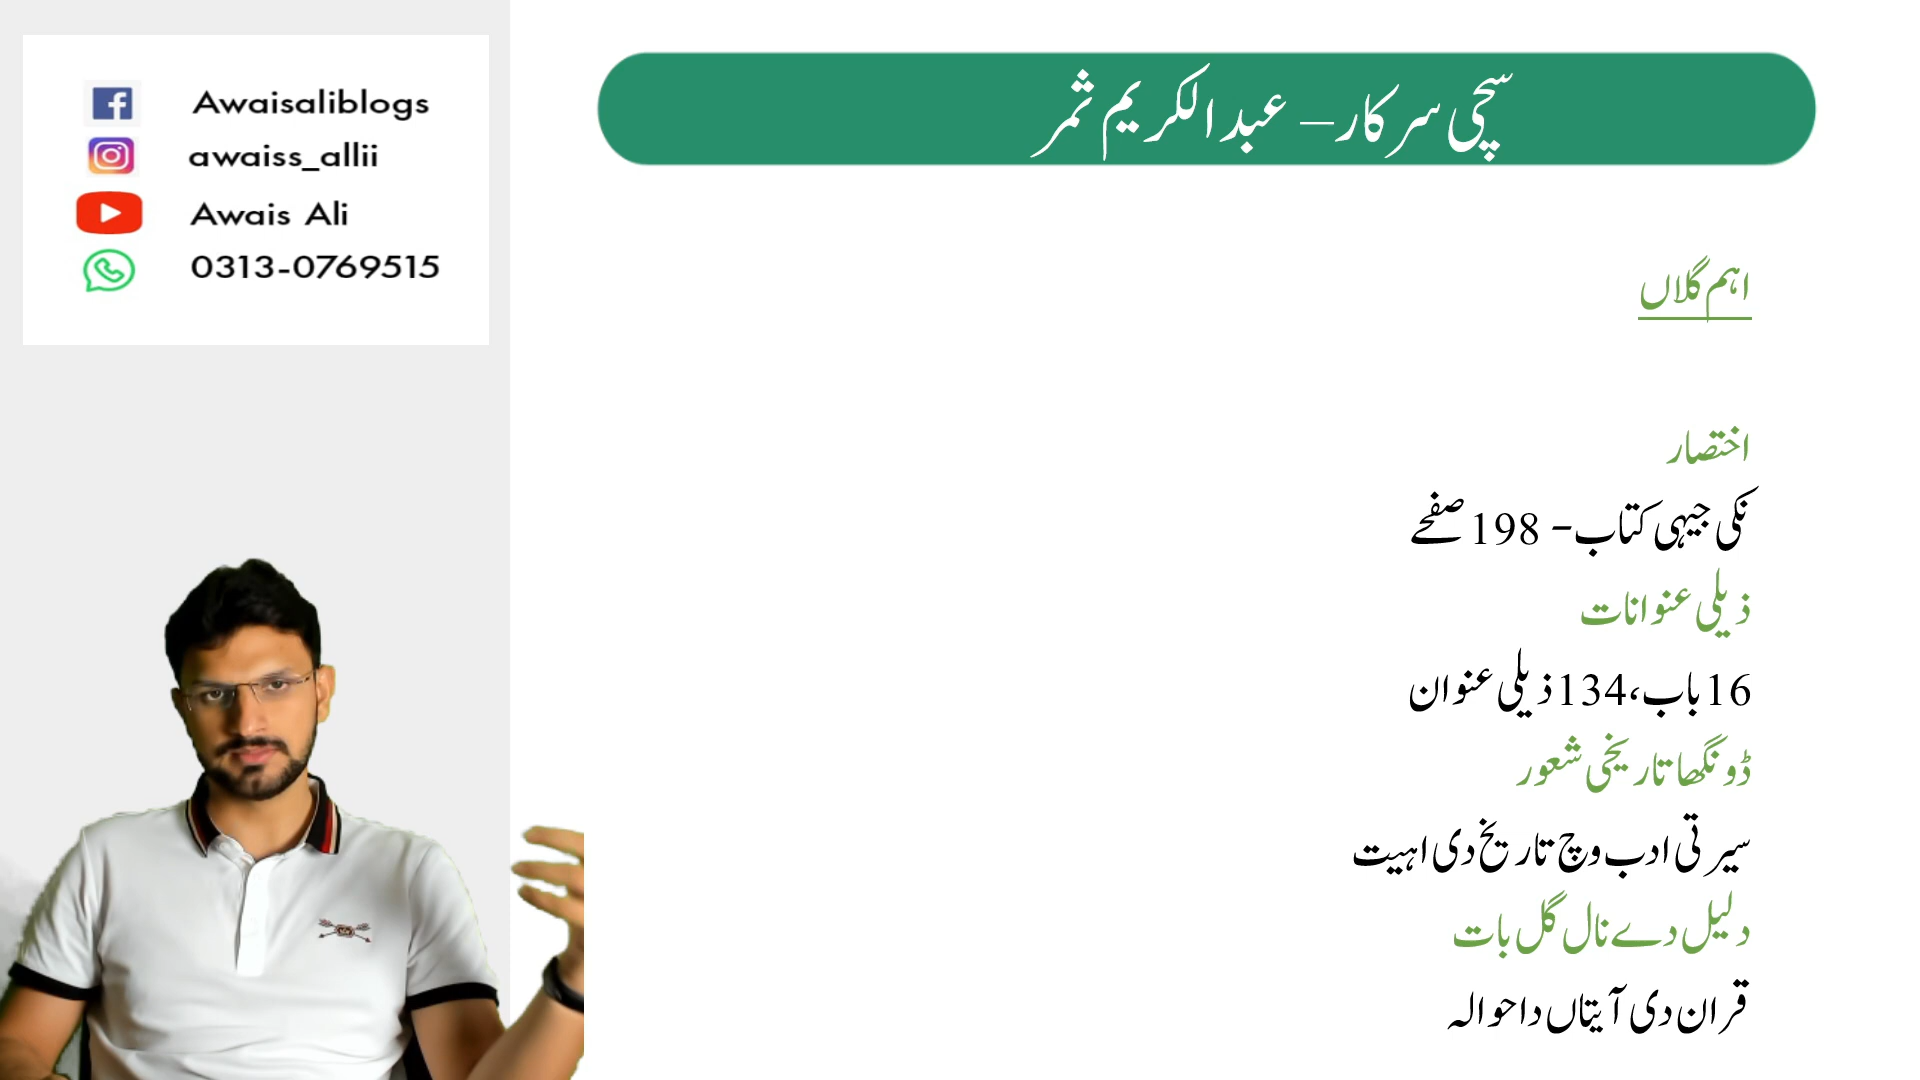 Awaisaliblogs
awaiss_allii
Awais Ali
0313-0769515
سچی سرکار – عبدالکریم ثمر
اہم گلاں
اختصار
نکی جیہی کتاب - 198 صفحے
ذیلی عنوانات
16 باب، 134 ذیلی عنوان
ڈونگھا تاریخی شعور
سیرتی ادب وچ تاریخ دی اہیت
دلیل دے نال گل بات
قران دی آیتاں دا حوالہ